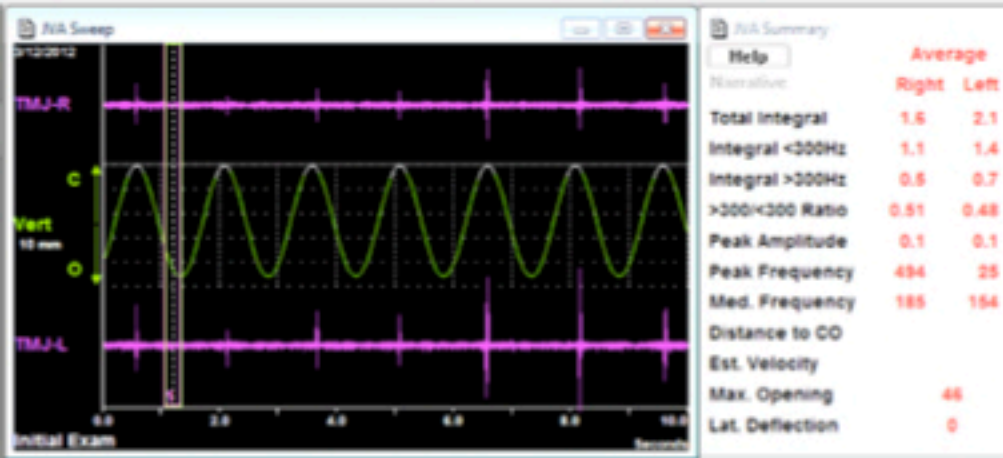 JVA Sweep
3/12/2012
TMJ-R
C
Vert
10 mm
O
TMJ-L
0.0 2.0 4.0 6.0 8.0 10.0
Initial Exam
Seconds
JVA Summary
Help Average
Narrative Right Left
Total Integral 1.6 2.1
Integral <300Hz 1.1 1.4
Integral >300Hz 0.5 0.7
>300/<300 Ratio 0.51 0.48
Peak Amplitude 0.1 0.1
Peak Frequency 494 25
Med. Frequency 185 154
Distance to CO
Est. Velocity
Max. Opening 46
Lat. Deflection 0